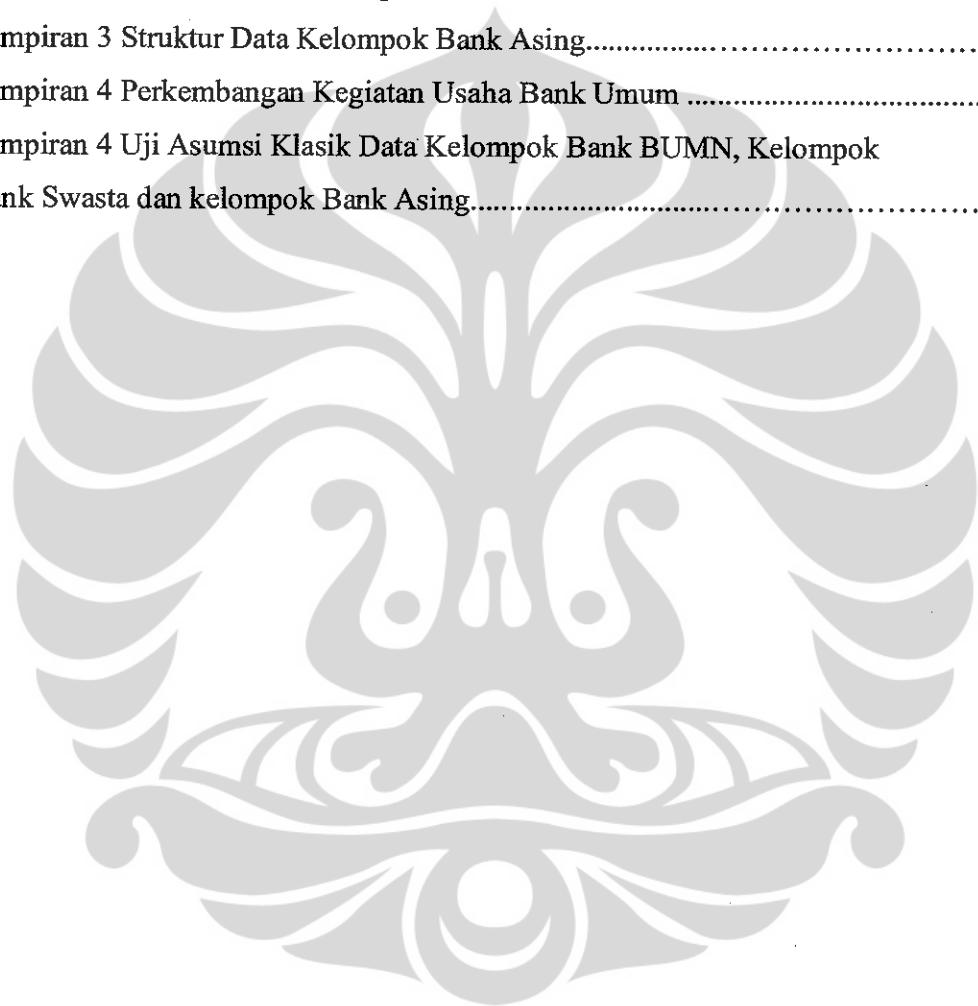 mpiran 3 Struktur Data Kelompok Bank Asing.......................................................
mpiran 4 Perkembangan Kegiatan Usaha Bank Umum .......................................
mpiran 4 Uji Asumsi Klasik Data Kelompok Bank BUMN, Kelompok
nk Swasta dan kelompok Bank Asing.......................................................................